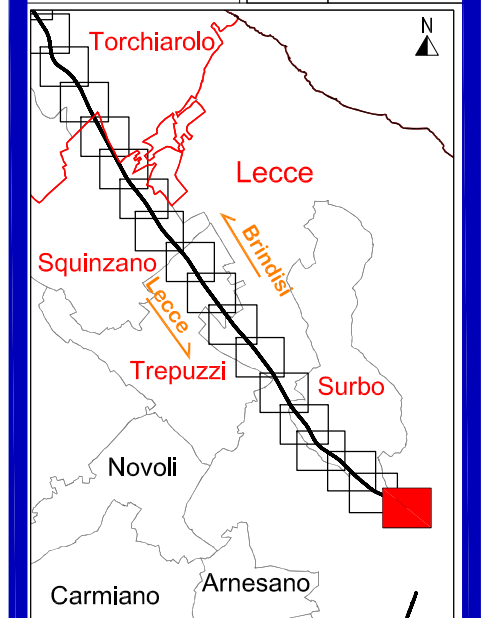 Torchiarolo
N
Lecce
Brindisi
Squinzano
Lecce
Trepuzzi
Surbo
Novoli
Arnesano
Carmiano